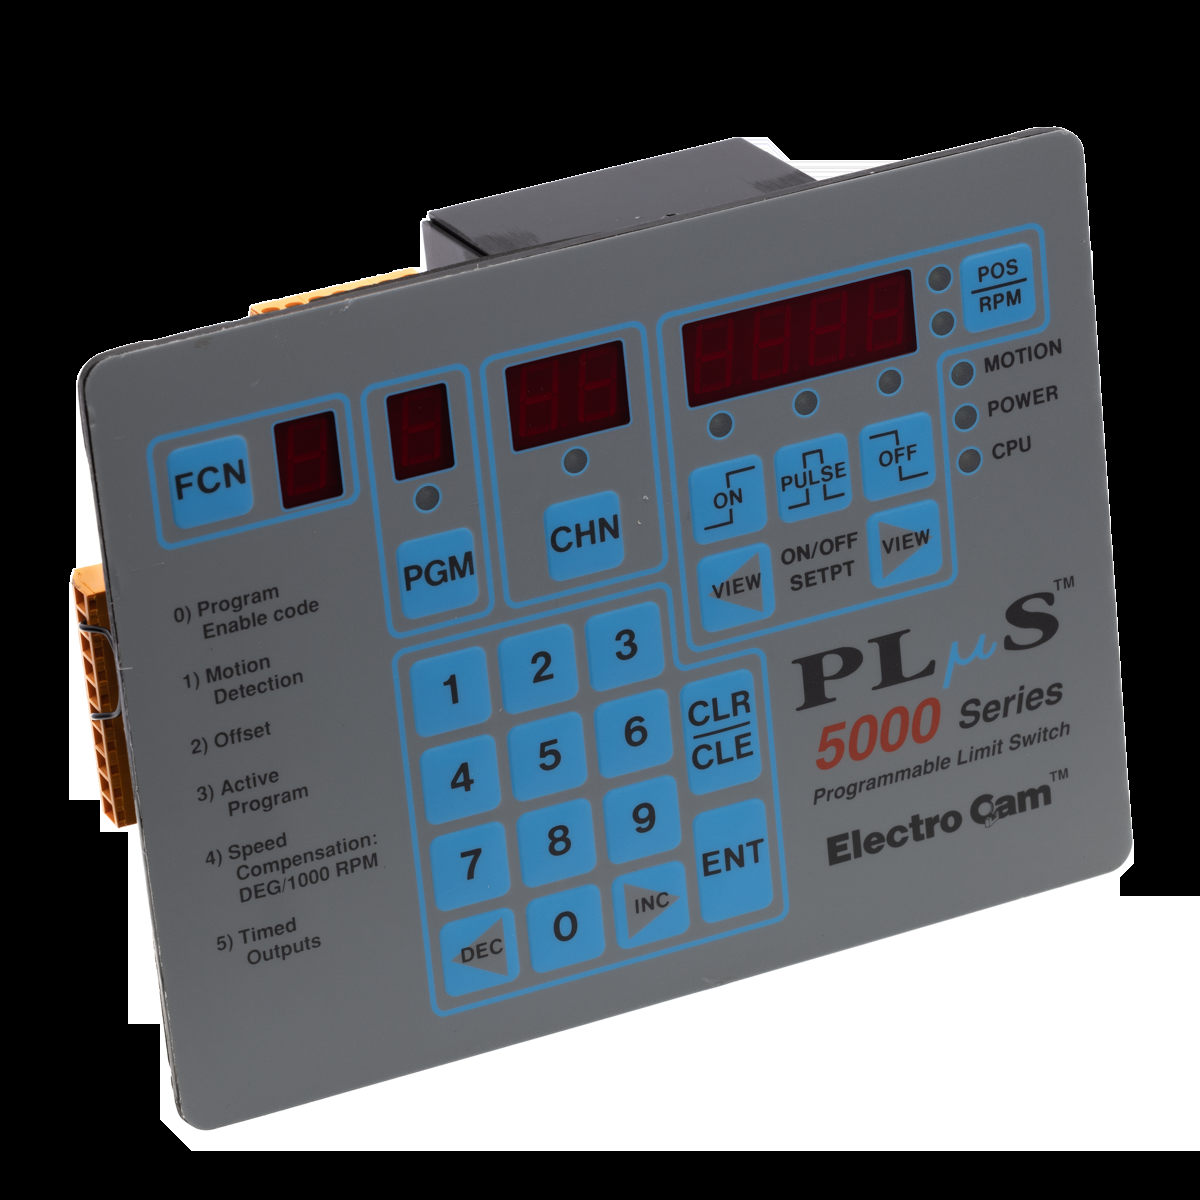 POS
RPM
MOTION
POWER
CPU
FCN
PGM
CHN
ON
PULSE
OFF
VIEW
ON/OFF
SETPT
VIEW
0) Program
Enable code
1) Motion
Detection
2) Offset
3) Active
Program
4) Speed
Compensation:
DEG/1000 RPM
5) Timed
Outputs
1 2 3
4 5 6
7 8 9
DEC 0 INC
CLR
CLE
ENT
PLμS™
5000 Series
Programmable Limit Switch
Electro Cam™